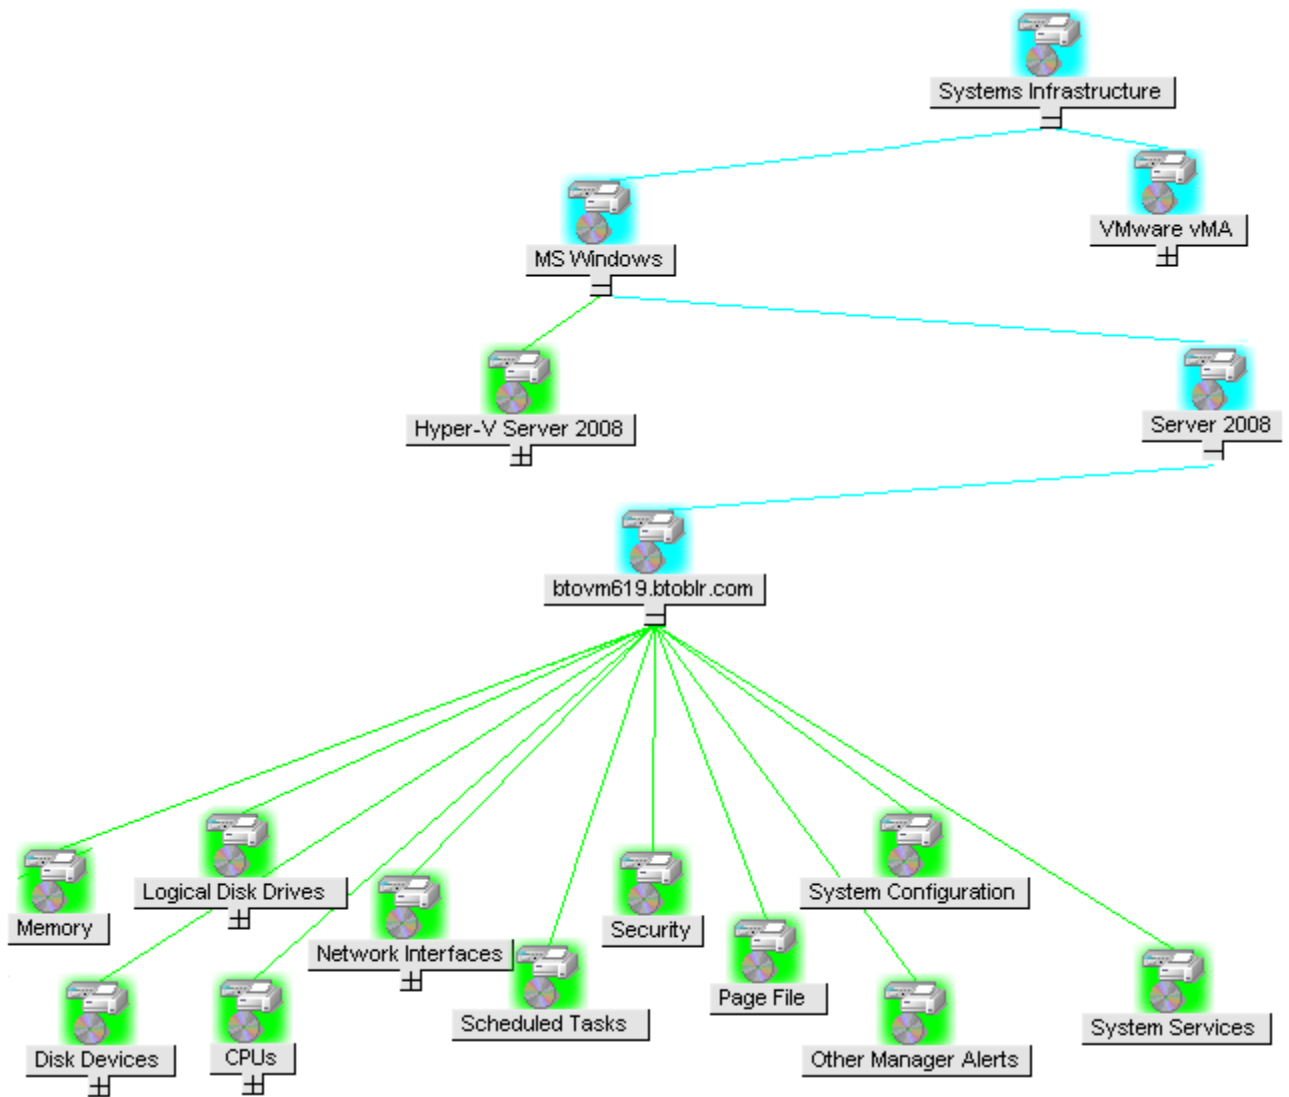 Systems Infrastructure
VMware vMA
MS Windows
Hyper-V Server 2008
Server 2008
btovm619.btoblr.com
Logical Disk Drives
System Configuration
Memory
Network Interfaces
Security
Page File
Scheduled Tasks
System Services
Disk Devices
CPUs
Other Manager Alerts